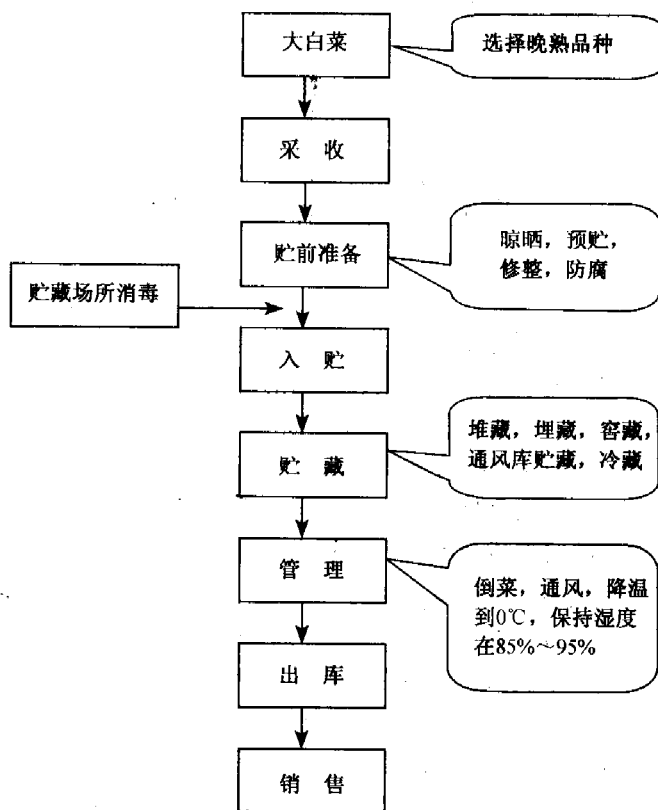 大白菜
选择晚熟品种
采 收
贮前准备
晾晒，预贮，
修整，防腐
贮藏场所消毒
入 贮
贮 藏
堆藏，埋藏，窖藏，
通风库贮藏，冷藏
管 理
倒菜，通风，降温
到0℃，保持湿度
在85%～95%
出 库
销 售